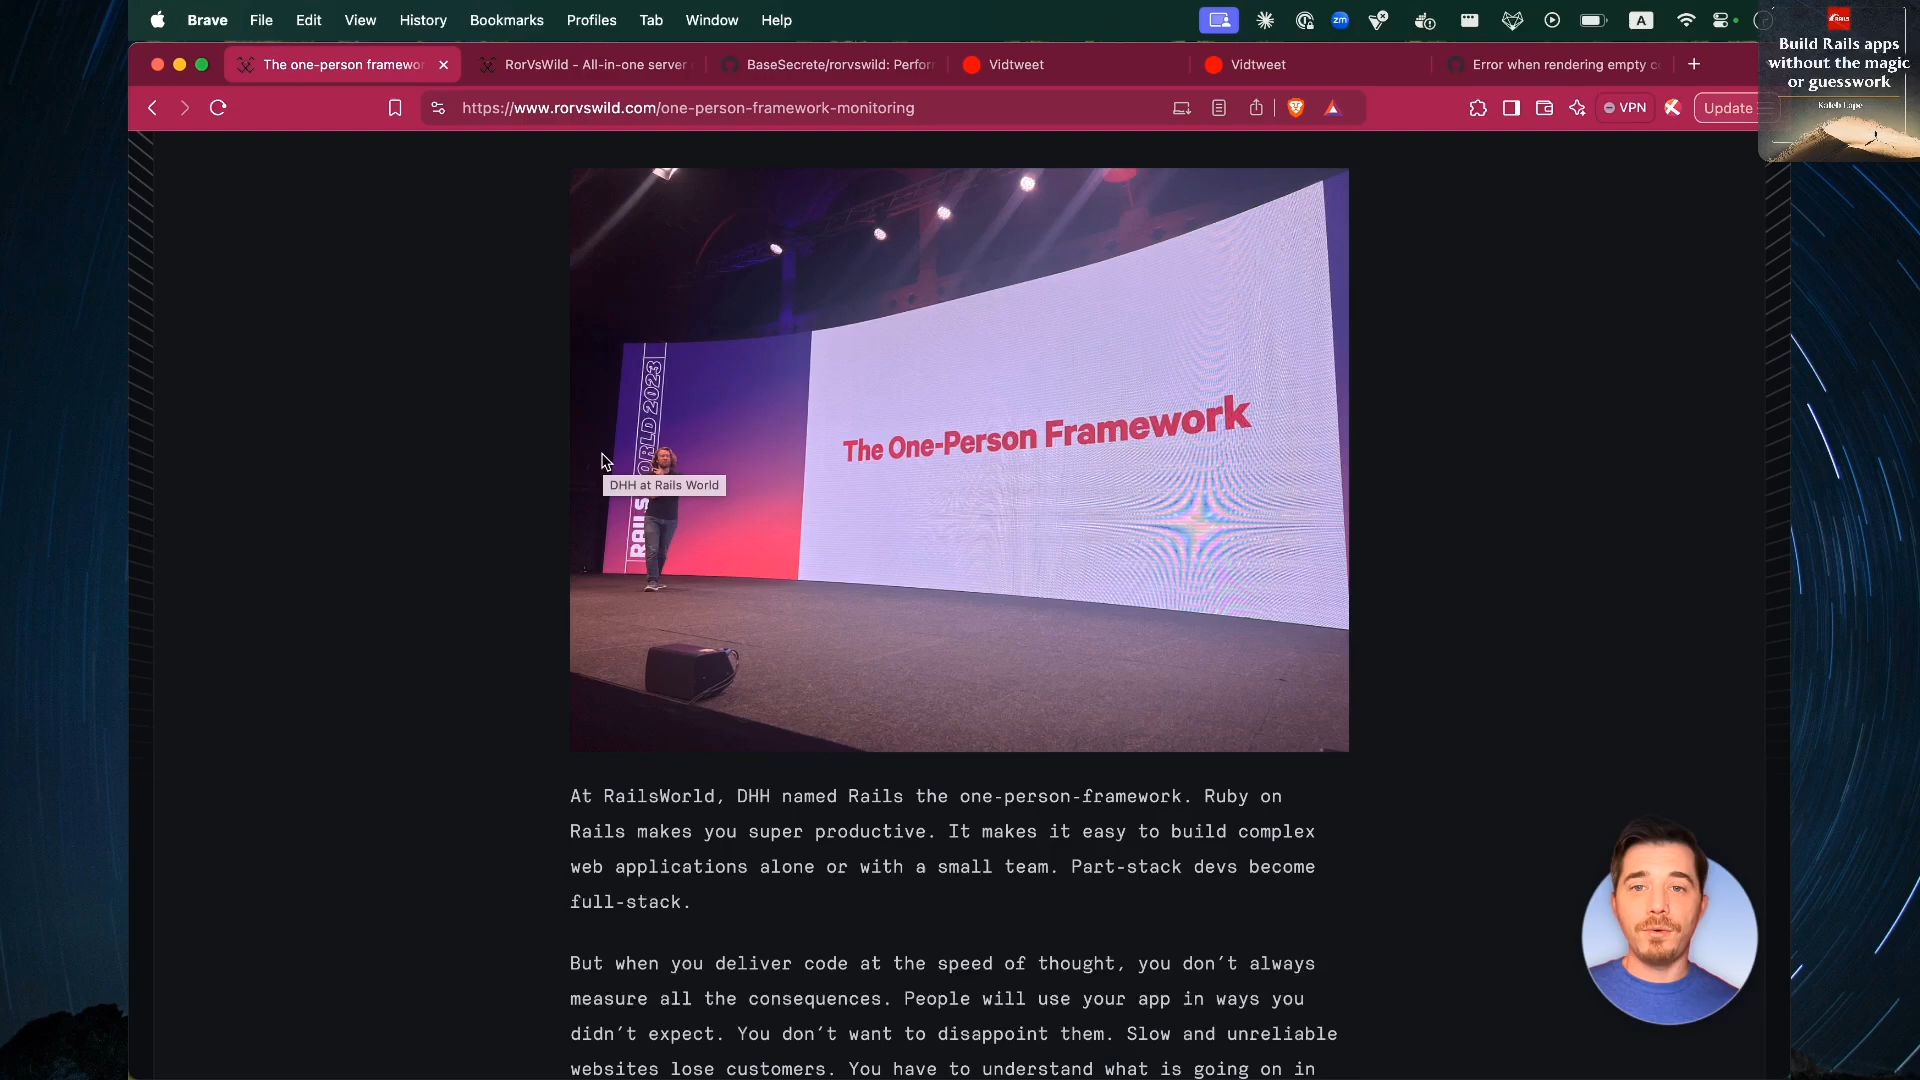 Brave File Edit View History Bookmarks Profiles Tab Window Help
zm
A
The one-person framewor
RorVsWild - All-in-one server
BaseSecrete/rorvswild: Perfor
Vidtweet
Vidtweet
Error when rendering empty c
https://www.rorvswild.com/one-person-framework-monitoring
VPN
Update
RAILS
Build Rails apps
without the magic
or guesswork
Kaleb Lape
RAILS WORLD 2023
The One-Person Framework
DHH at Rails World
At RailsWorld, DHH named Rails the one-person-framework. Ruby on
Rails makes you super productive. It makes it easy to build complex
web applications alone or with a small team. Part-stack devs become
full-stack.
But when you deliver code at the speed of thought, you don’t always
measure all the consequences. People will use your app in ways you
didn’t expect. You don’t want to disappoint them. Slow and unreliable
websites lose customers. You have to understand what is going on in